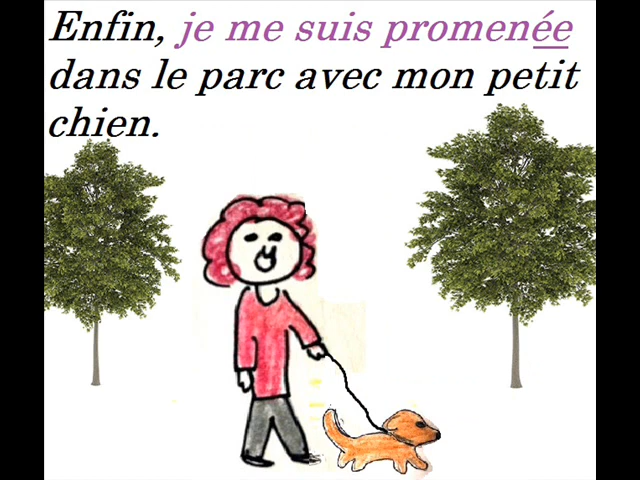 Enfin, je me suis promenée
dans le parc avec mon petit
chien.